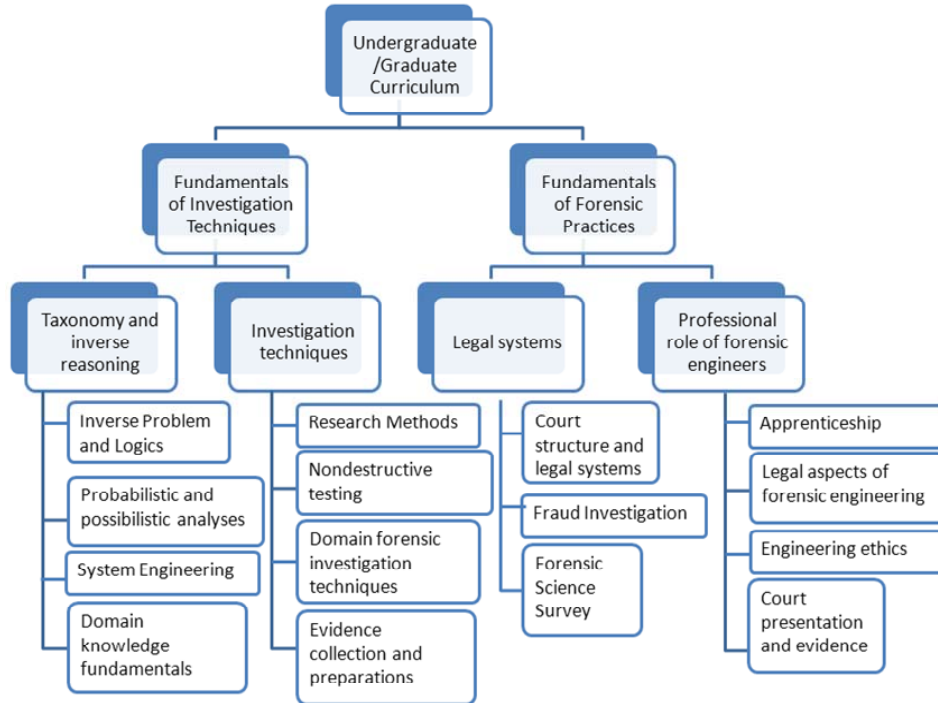 Undergraduate
/Graduate
Curriculum
Fundamentals
of Investigation
Techniques
Fundamentals
of Forensic
Practices
Taxonomy and
inverse
reasoning
Investigation
techniques
Legal systems
Professional
role of forensic
engineers
Inverse Problem
and Logics
Probabilistic and
possibilistic analyses
System Engineering
Domain
knowledge
fundamentals
Research Methods
Nondestructive
testing
Domain forensic
investigation
techniques
Evidence
collection and
preparations
Court
structure and
legal systems
Fraud Investigation
Forensic
Science
Survey
Apprenticeship
Legal aspects of
forensic engineering
Engineering ethics
Court
presentation
and evidence